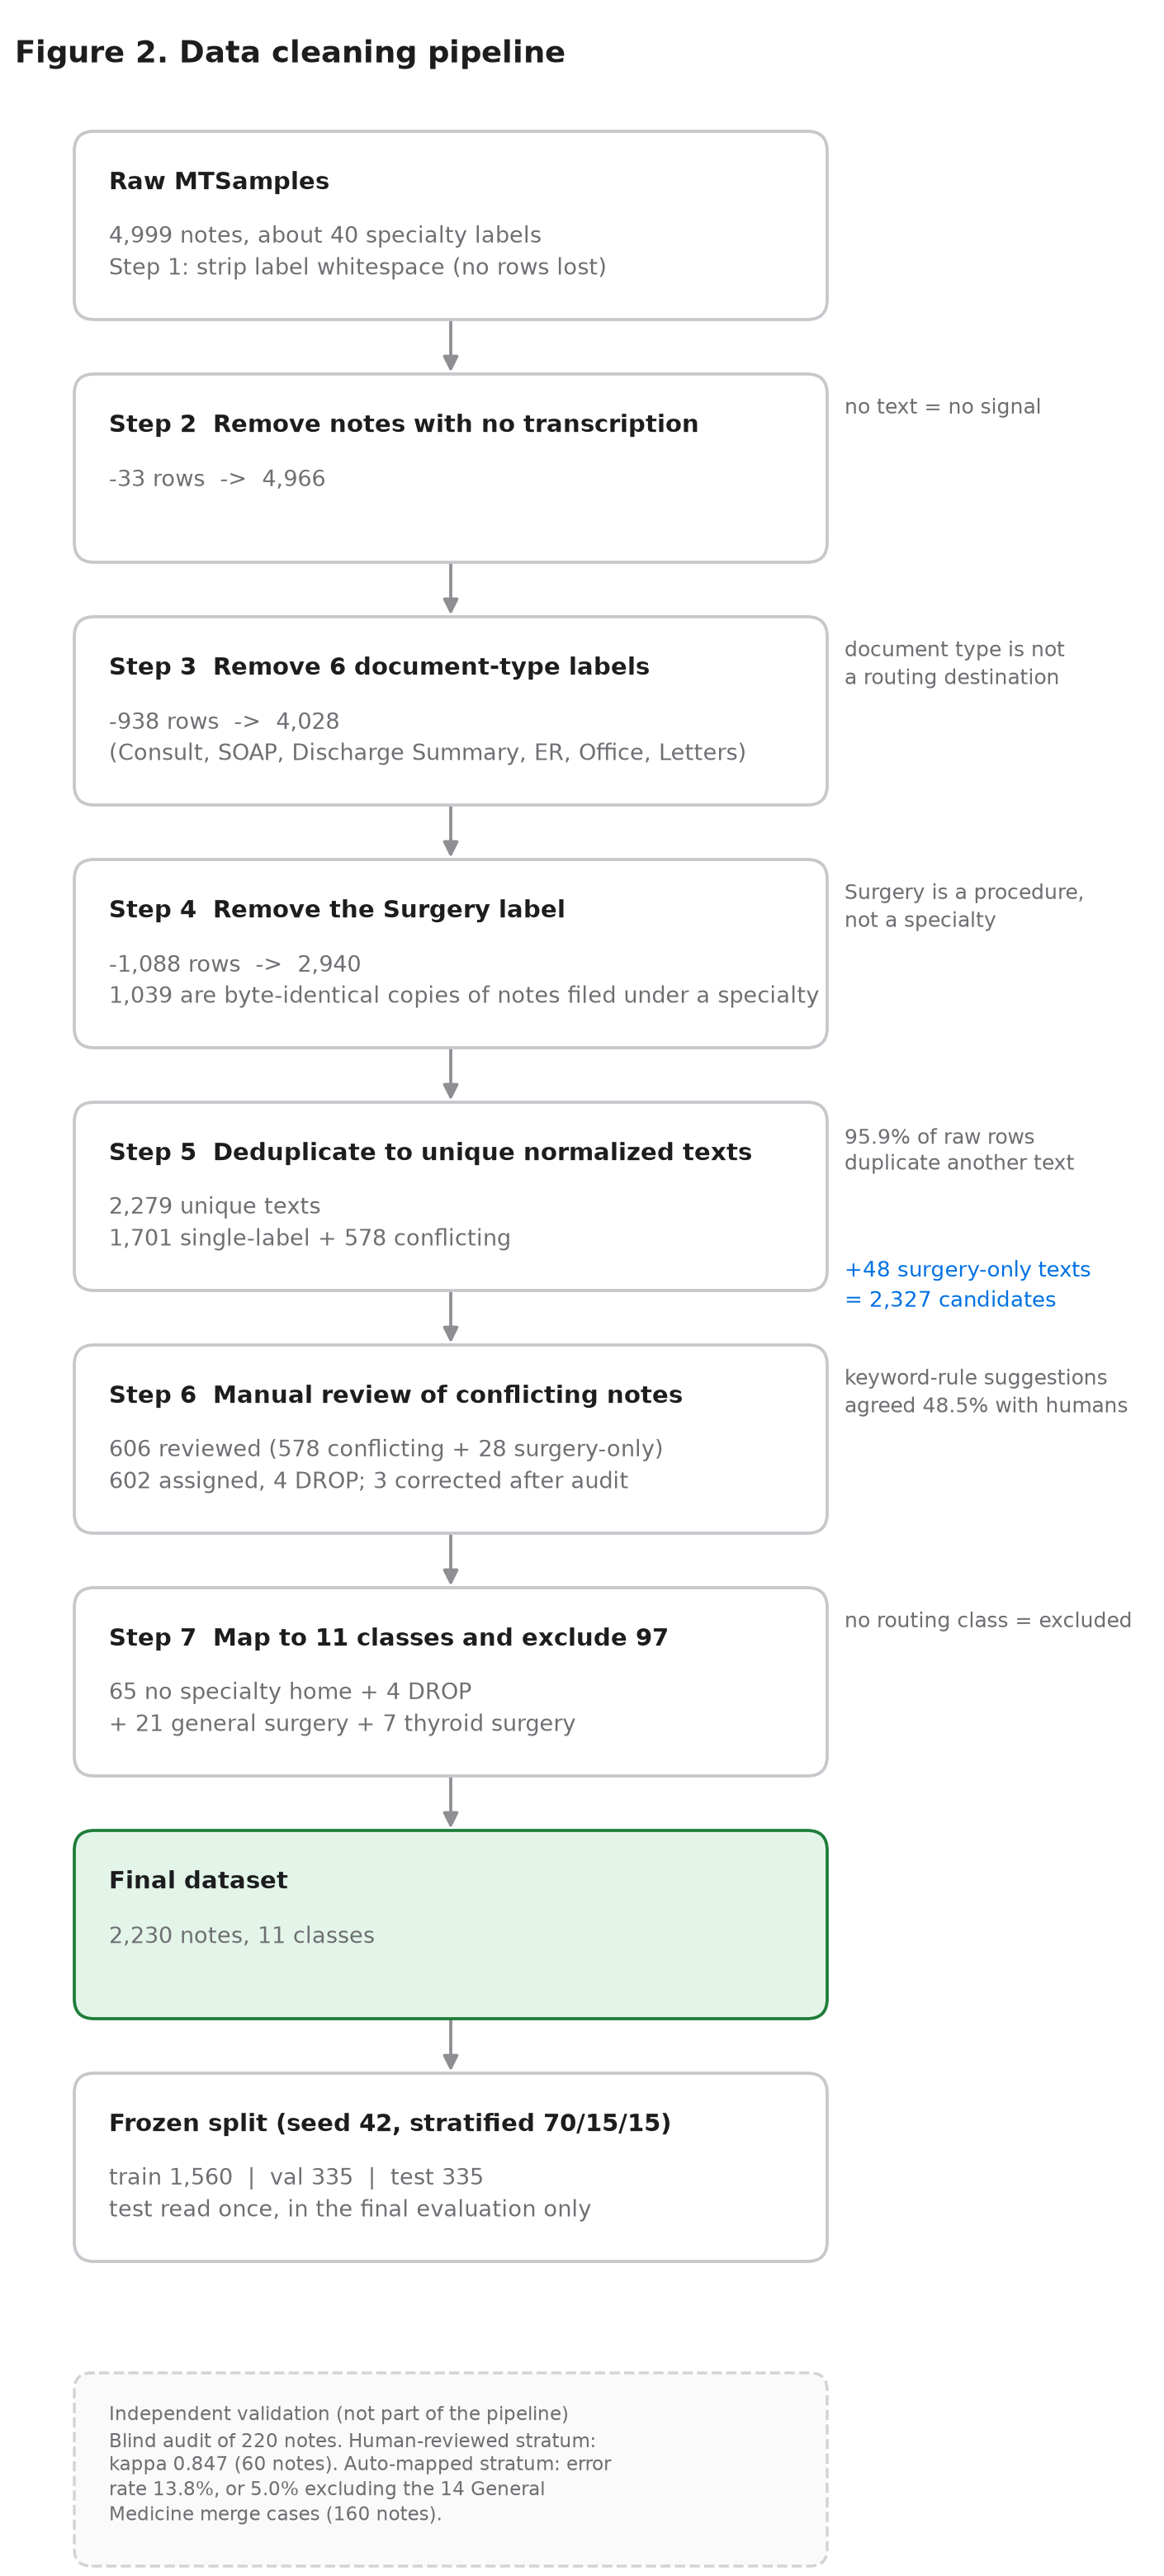 Figure 2. Data cleaning pipeline
Raw MTSamples
4,999 notes, about 40 specialty labels
Step 1: strip label whitespace (no rows lost)
Step 2  Remove notes with no transcription
-33 rows  ->  4,966
no text = no signal
Step 3  Remove 6 document-type labels
-938 rows  ->  4,028
(Consult, SOAP, Discharge Summary, ER, Office, Letters)
document type is not
a routing destination
Step 4  Remove the Surgery label
-1,088 rows  ->  2,940
1,039 are byte-identical copies of notes filed under a specialty
Surgery is a procedure,
not a specialty
Step 5  Deduplicate to unique normalized texts
2,279 unique texts
1,701 single-label + 578 conflicting
95.9% of raw rows
duplicate another text
+48 surgery-only texts
= 2,327 candidates
Step 6  Manual review of conflicting notes
606 reviewed (578 conflicting + 28 surgery-only)
602 assigned, 4 DROP; 3 corrected after audit
keyword-rule suggestions
agreed 48.5% with humans
Step 7  Map to 11 classes and exclude 97
65 no specialty home + 4 DROP
+ 21 general surgery + 7 thyroid surgery
no routing class = excluded
Final dataset
2,230 notes, 11 classes
Frozen split (seed 42, stratified 70/15/15)
train 1,560  |  val 335  |  test 335
test read once, in the final evaluation only
Independent validation (not part of the pipeline)
Blind audit of 220 notes. Human-reviewed stratum:
kappa 0.847 (60 notes). Auto-mapped stratum: error
rate 13.8%, or 5.0% excluding the 14 General
Medicine merge cases (160 notes).